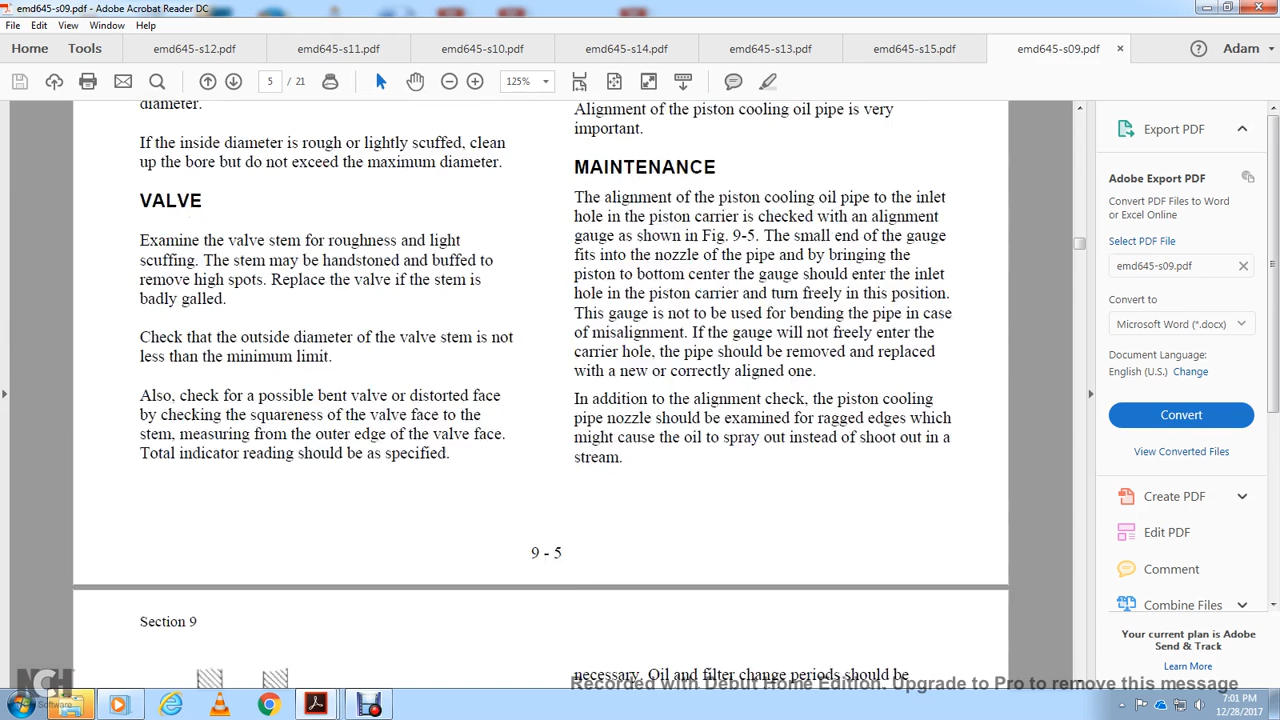 emd645-s09.pdf - Adobe Acrobat Reader DC
File Edit View Window Help
Home Tools emd645-s12.pdf emd645-s11.pdf emd645-s10.pdf emd645-s14.pdf emd645-s13.pdf emd645-s15.pdf emd645-s09.pdf × Adam
5 / 21 125%
diameter.
If the inside diameter is rough or lightly scuffed, clean
up the bore but do not exceed the maximum diameter.
VALVE
Examine the valve stem for roughness and light
scuffing. The stem may be handstoned and buffed to
remove high spots. Replace the valve if the stem is
badly galled.
Check that the outside diameter of the valve stem is not
less than the minimum limit.
Also, check for a possible bent valve or distorted face
by checking the squareness of the valve face to the
stem, measuring from the outer edge of the valve face.
Total indicator reading should be as specified.
Alignment of the piston cooling oil pipe is very
important.
MAINTENANCE
The alignment of the piston cooling oil pipe to the inlet
hole in the piston carrier is checked with an alignment
gauge as shown in Fig. 9-5. The small end of the gauge
fits into the nozzle of the pipe and by bringing the
piston to bottom center the gauge should enter the inlet
hole in the piston carrier and turn freely in this position.
This gauge is not to be used for bending the pipe in case
of misalignment. If the gauge will not freely enter the
carrier hole, the pipe should be removed and replaced
with a new or correctly aligned one.
In addition to the alignment check, the piston cooling
pipe nozzle should be examined for ragged edges which
might cause the oil to spray out instead of shoot out in a
stream.
9 - 5
Section 9
necessary. Oil and filter change periods should be
Export PDF
Adobe Export PDF
Convert PDF Files to Word
or Excel Online
Select PDF File
emd645-s09.pdf
Convert to
Microsoft Word (*.docx)
Document Language:
English (U.S.) Change
Convert
View Converted Files
Create PDF
Edit PDF
Comment
Combine Files
Your current plan is Adobe
Send & Track
Learn More
NCH
Software
Recorded with Debut Home Edition. Upgrade to Pro to remove this message
7:01 PM
12/28/2017